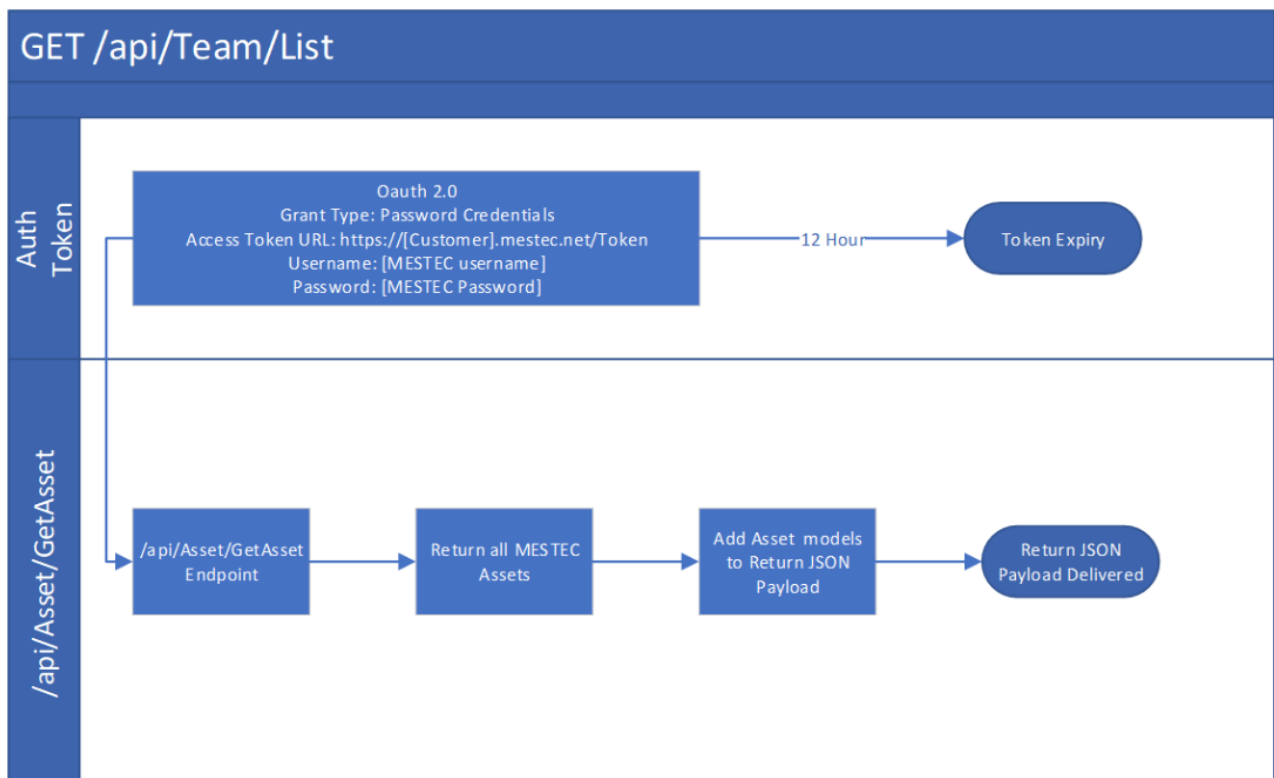 GET /api/Team/List
Auth
Token
Oauth 2.0
Grant Type: Password Credentials
Access Token URL: https://[Customer].mestec.net/Token
Username: [MESTEC username]
Password: [MESTEC Password]
12 Hour
Token Expiry
/api/Asset/GetAsset
/api/Asset/GetAsset
Endpoint
Return all MESTEC
Assets
Add Asset models
to Return JSON
Payload
Return JSON
Payload Delivered